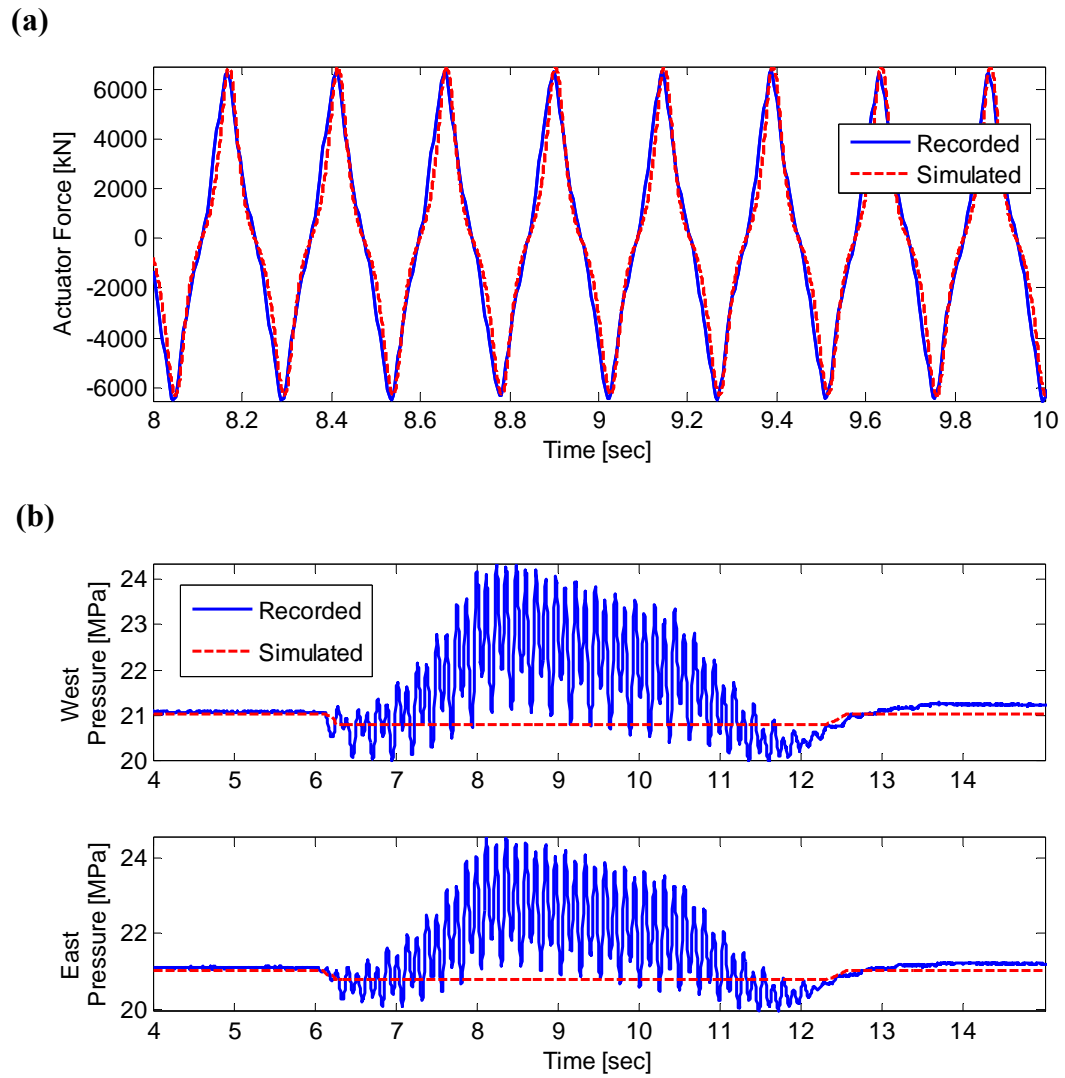 (a)
Actuator Force [kN]
6000
4000
2000
0
-2000
-4000
-6000
Recorded
Simulated
8 8.2 8.4 8.6 8.8 9 9.2 9.4 9.6 9.8 10
Time [sec]
(b)
West
Pressure [MPa]
24
23
22
21
20
Recorded
Simulated
4 5 6 7 8 9 10 11 12 13 14
East
Pressure [MPa]
24
22
20
4 5 6 7 8 9 10 11 12 13 14
Time [sec]